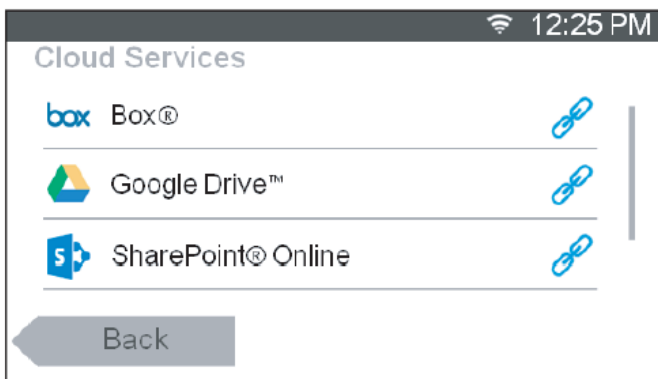 12:25 PM
Cloud Services
box Box®
Google Drive™
S SharePoint® Online
Back